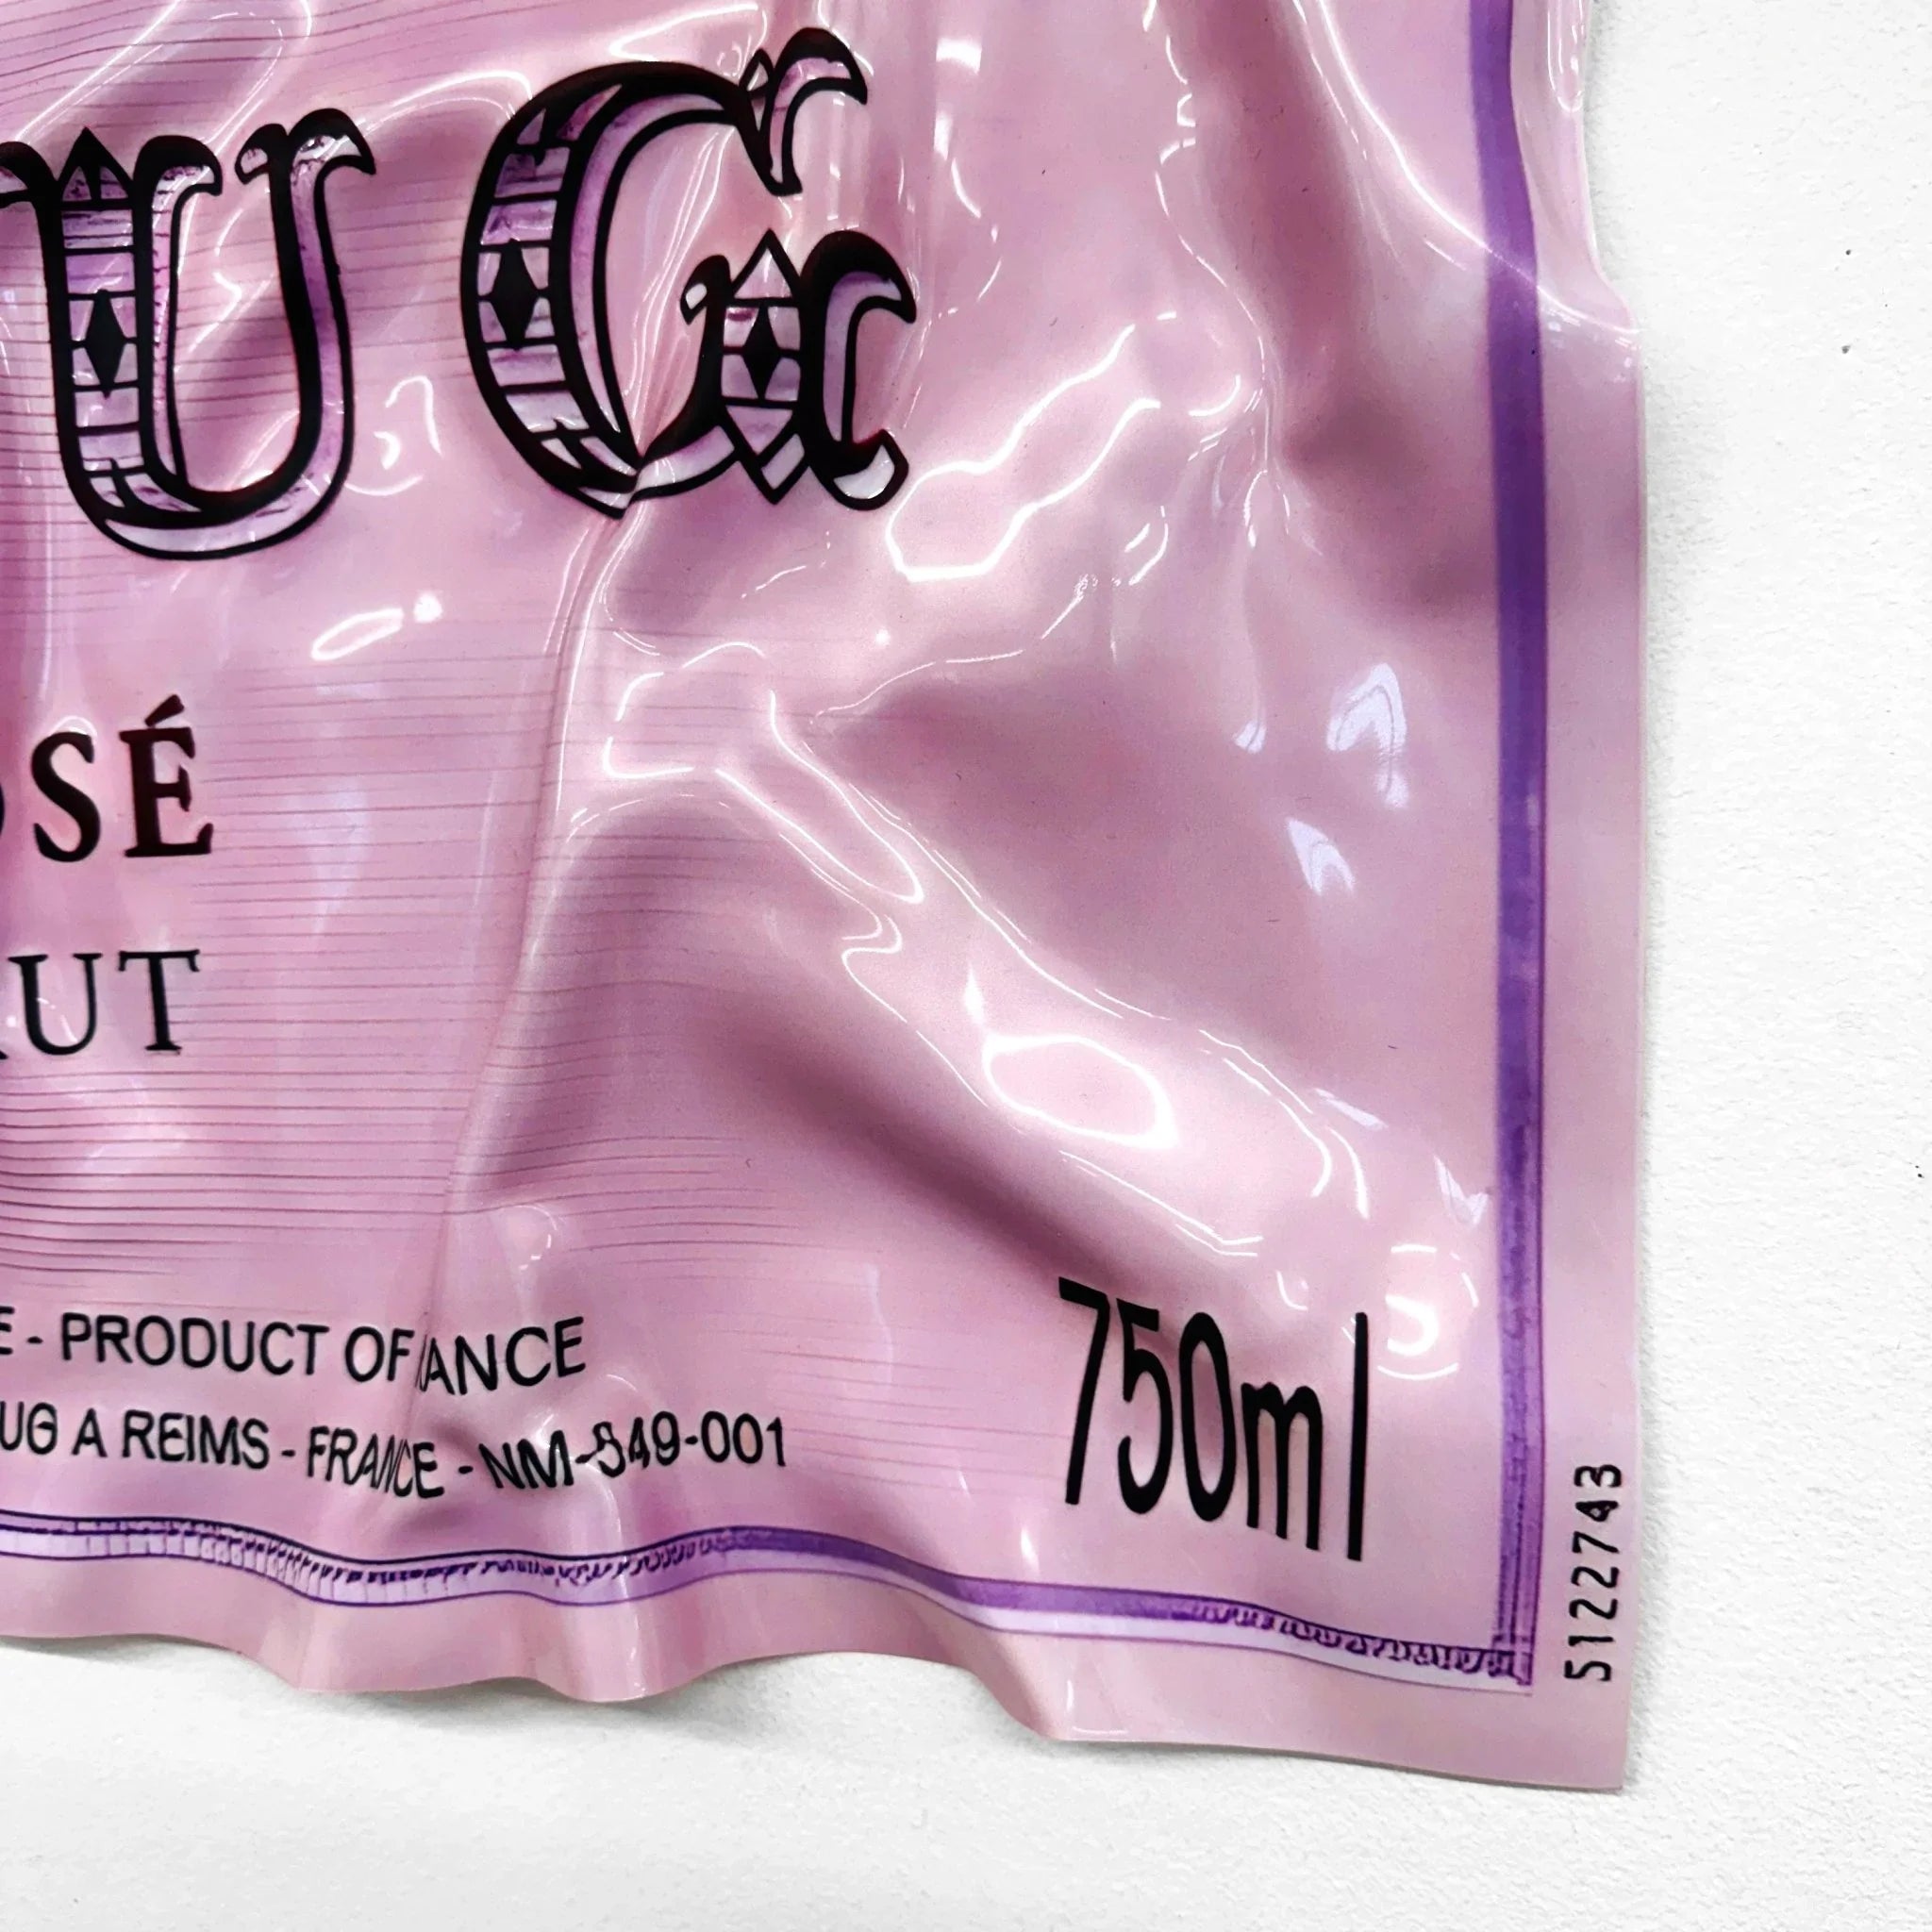 UG
OSÉ
RUT
E - PRODUCT OF ANCE
UG A REIMS - FRANCE - NM-549-001
750ml
5122743